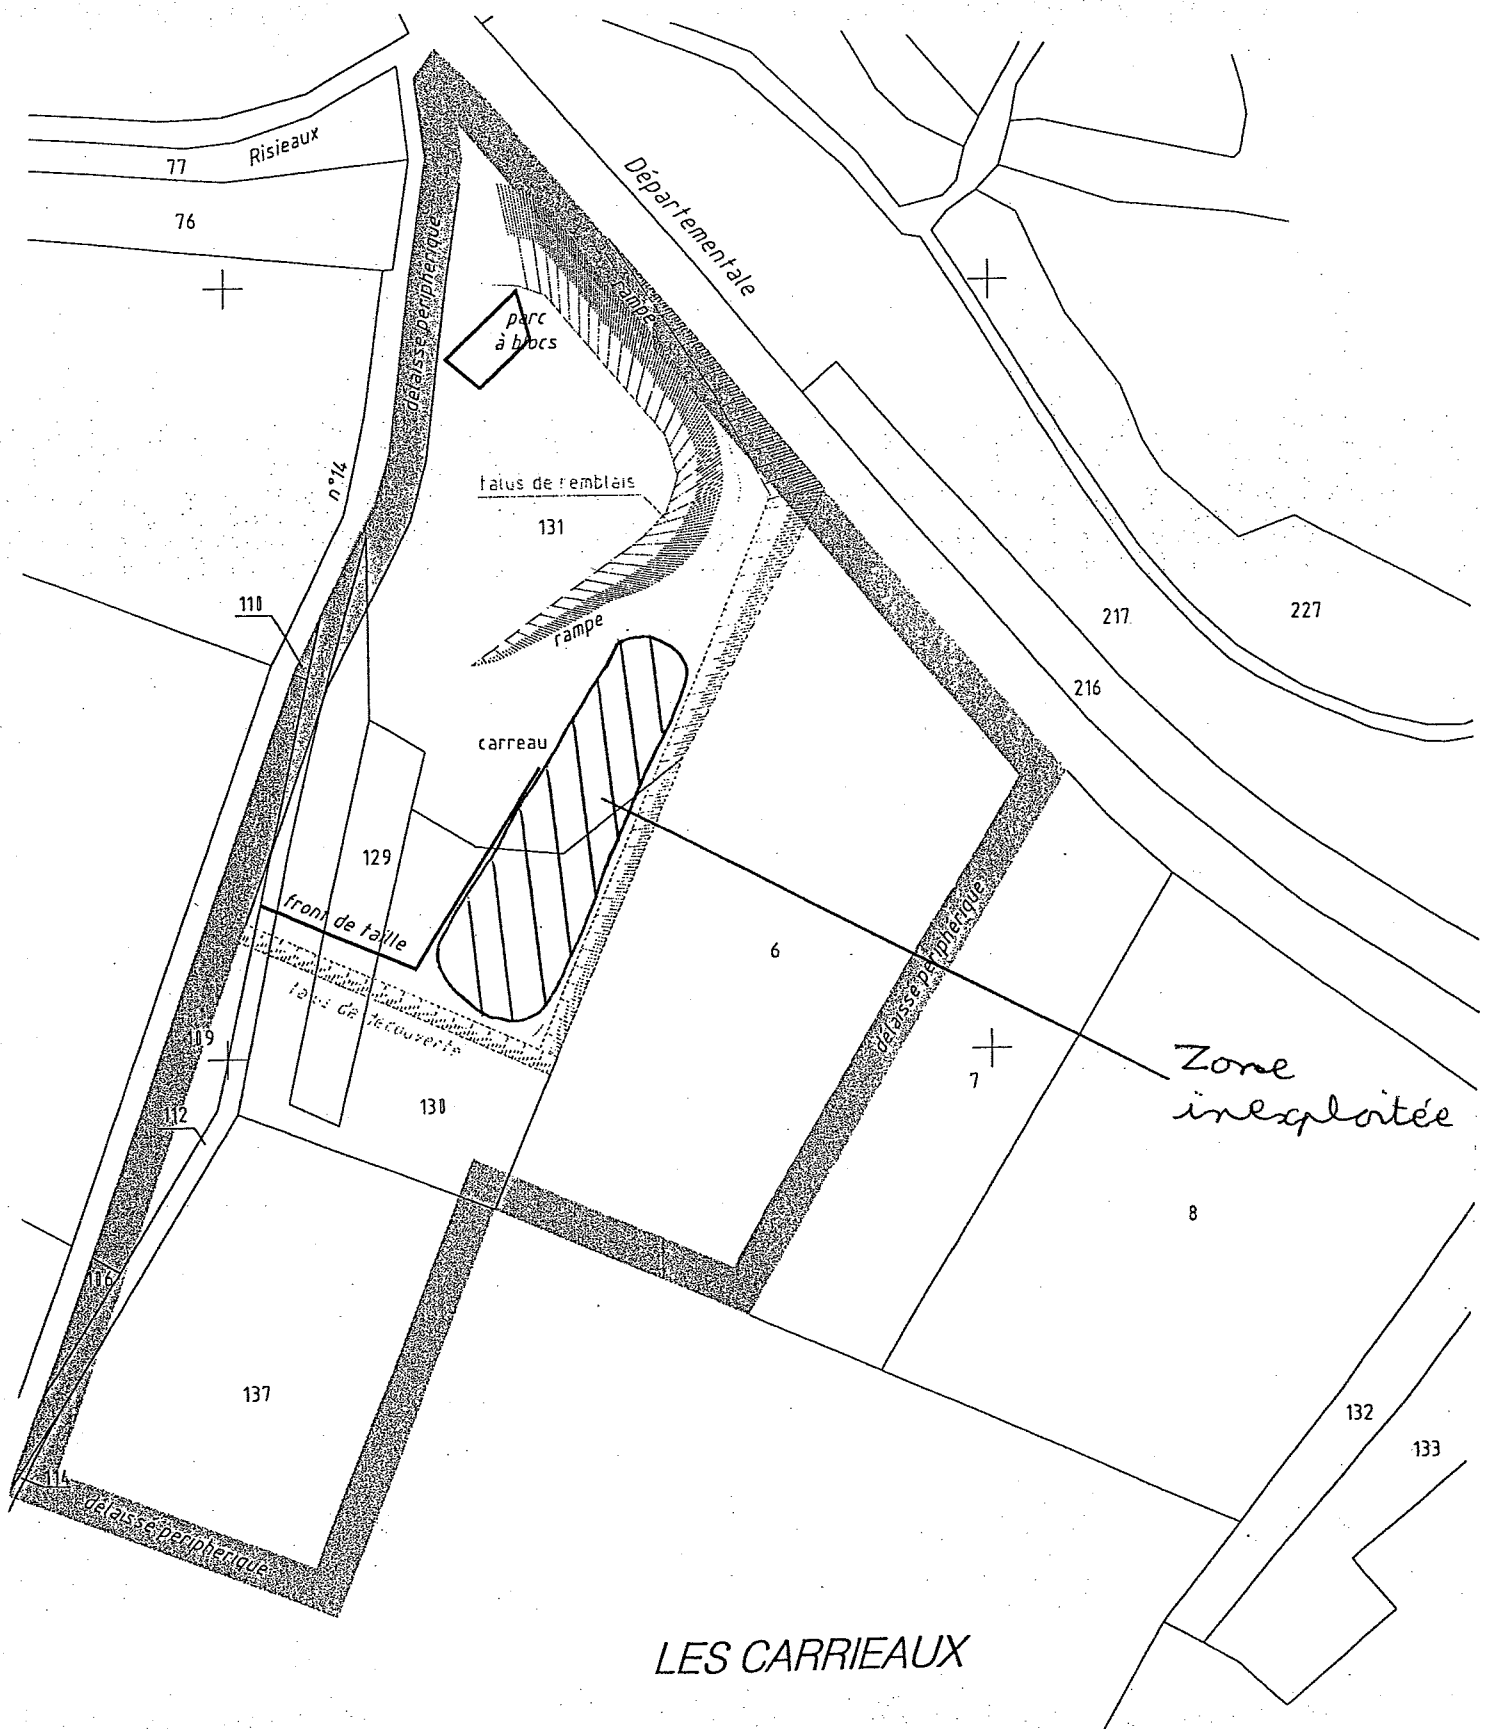 Risieaux
77
Départementale
76
délaissé périphérique
rampe
parc
à blocs
n°14
talus de remblais
131
110
217
227
rampe
216
carreau
129
front de taille
6
délaissé périphérique
talus de découverte
109
Zone
inexploitée
7
130
112
8
106
137
132
133
114
délaissé périphérique
LES CARRIEAUX